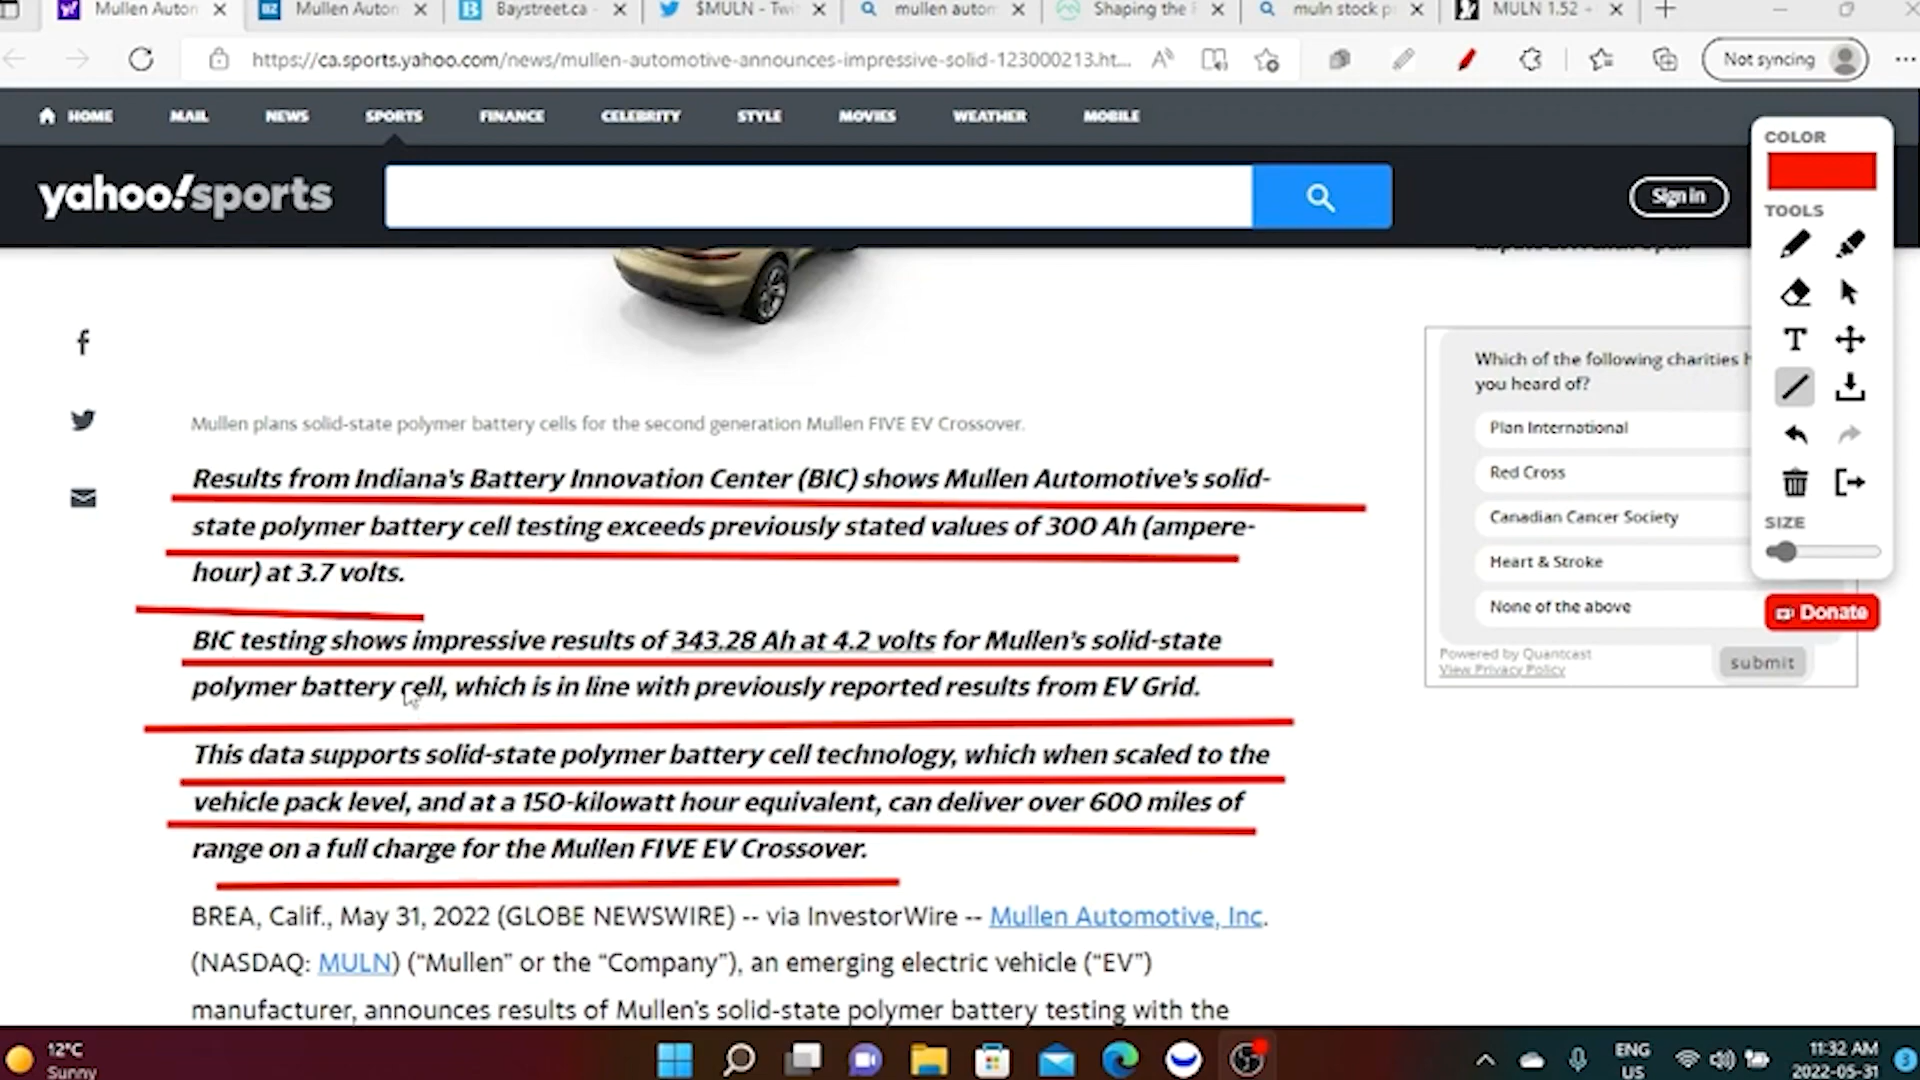 Mullen Auton
BZ
Mullen Auton
B
Baystreet.ca -
$MULN - Twi
mullen autom
Shaping the F
muln stock p
MULN 1.52
https://ca.sports.yahoo.com/news/mullen-automotive-announces-impressive-solid-123000213.ht...
Not syncing
HOME
MAIL
NEWS
SPORTS
FINANCE
CELEBRITY
STYLE
MOVIES
WEATHER
MOBILE
yahoo!sports
Sign in
COLOR
TOOLS
T
SIZE
Donate
Which of the following charities h
you heard of?
Plan International
Red Cross
Canadian Cancer Society
Heart & Stroke
None of the above
Powered by Quantcast
View Privacy Policy
submit
Mullen plans solid-state polymer battery cells for the second generation Mullen FIVE EV Crossover.
Results from Indiana's Battery Innovation Center (BIC) shows Mullen Automotive's solid-
state polymer battery cell testing exceeds previously stated values of 300 Ah (ampere-
hour) at 3.7 volts.
BIC testing shows impressive results of 343.28 Ah at 4.2 volts for Mullen's solid-state
polymer battery cell, which is in line with previously reported results from EV Grid.
This data supports solid-state polymer battery cell technology, which when scaled to the
vehicle pack level, and at a 150-kilowatt hour equivalent, can deliver over 600 miles of
range on a full charge for the Mullen FIVE EV Crossover.
BREA, Calif., May 31, 2022 (GLOBE NEWSWIRE) -- via InvestorWire -- Mullen Automotive, Inc.
(NASDAQ: MULN) (“Mullen” or the “Company”), an emerging electric vehicle (“EV”)
manufacturer, announces results of Mullen's solid-state polymer battery testing with the
12°C
Sunny
ENG
US
11:32 AM
2022-05-31
3